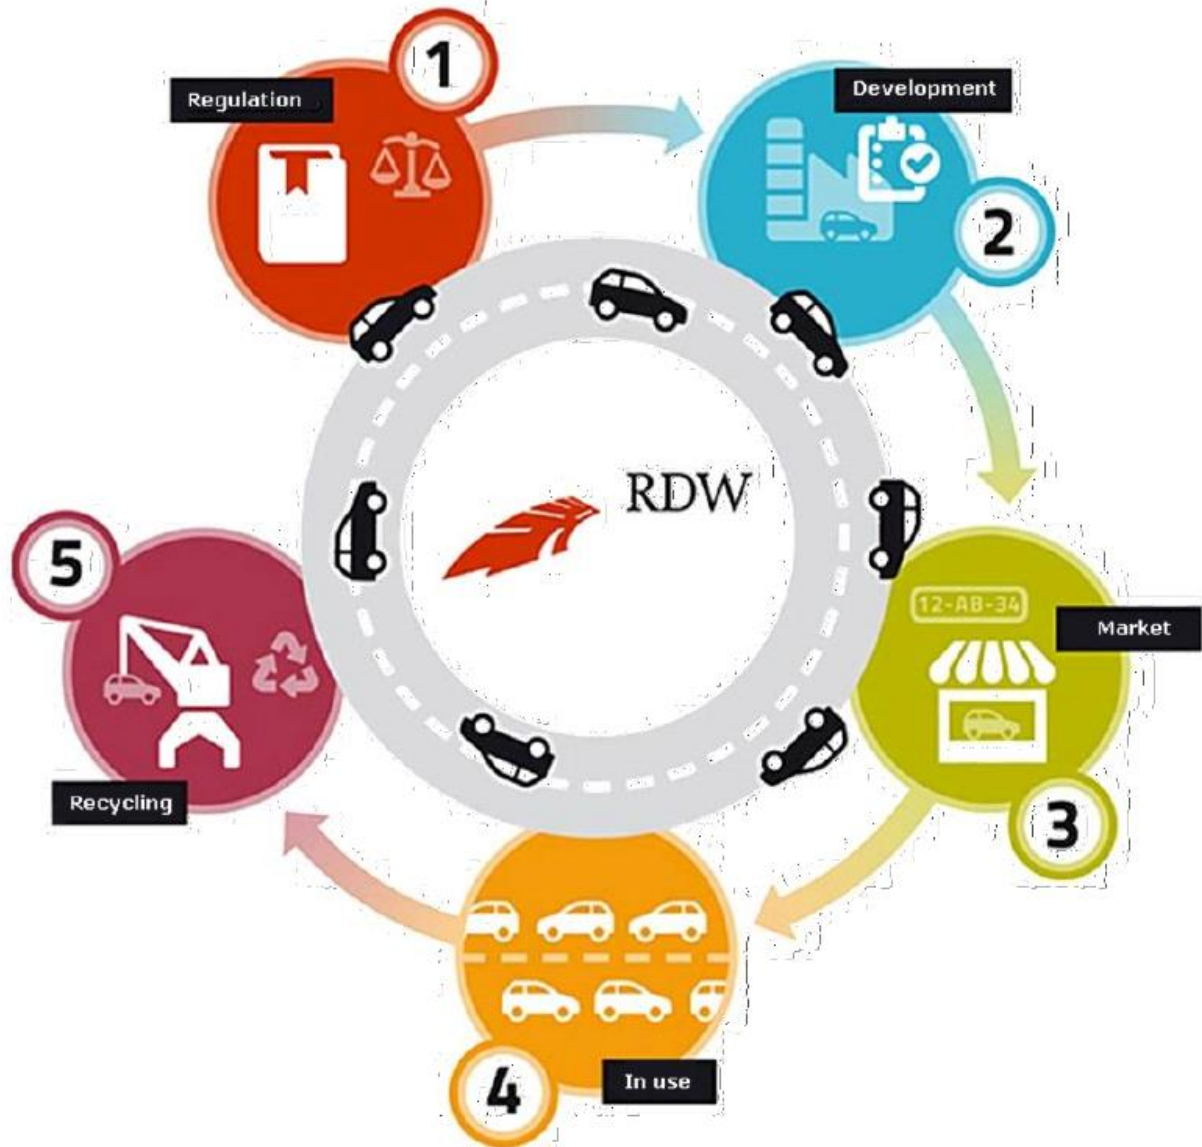 1
Regulation
Development
2
RDW
5
12-AB-34
Market
3
Recycling
4
In use